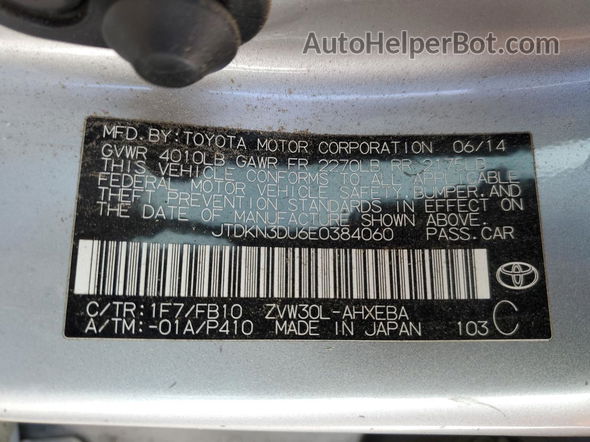 AutoHelperBot.com
MFD. BY: TOYOTA MOTOR CORPORATION 06/14
GVWR 4010LB GAWR FR 2270LB RR 2175LB
THIS VEHICLE CONFORMS TO ALL APPLICABLE
FEDERAL MOTOR VEHICLE SAFETY, BUMPER, AND
THEFT PREVENTION STANDARDS IN EFFECT ON
THE DATE OF MANUFACTURE SHOWN ABOVE.
JTDKN3DU6E0384060 PASS. CAR
C/TR: 1F7/FB10 ZVW30L-AHXEBA
A/TM: -01A/P410 MADE IN JAPAN 103 C